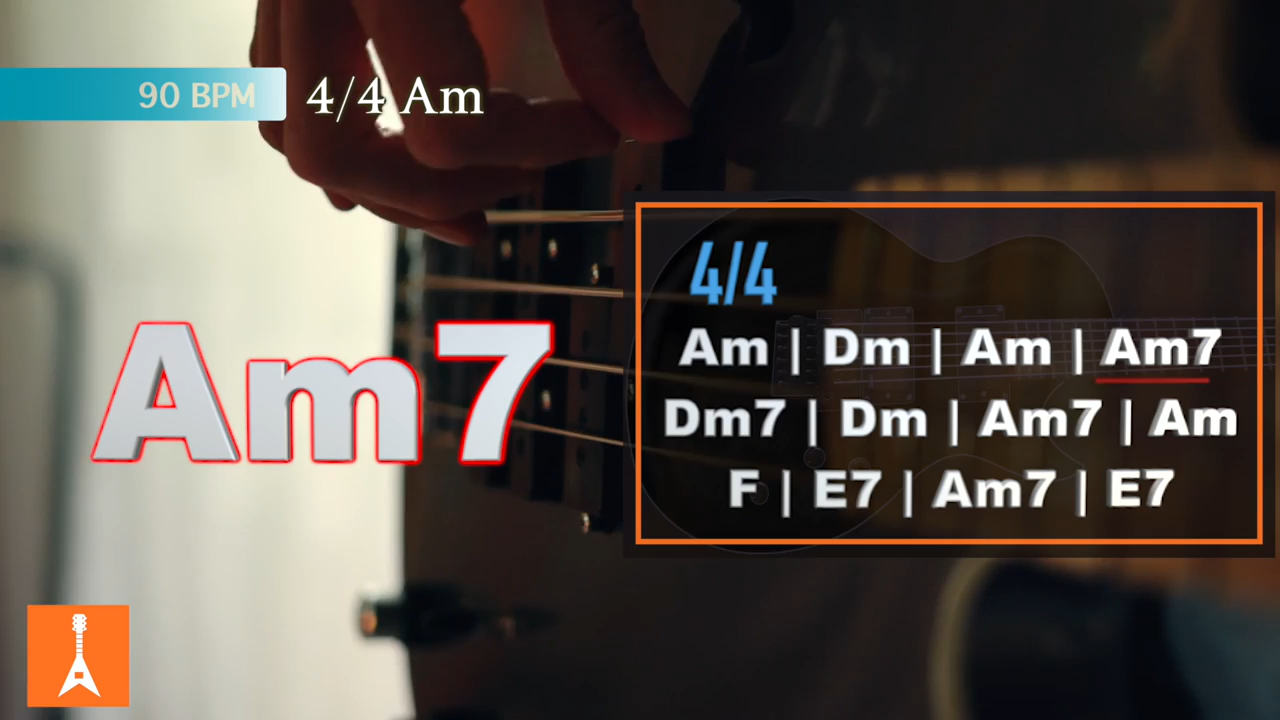 90 BPM
4/4 Am
Am7
4/4
Am | Dm | Am | Am7
Dm7 | Dm | Am7 | Am
F | E7 | Am7 | E7